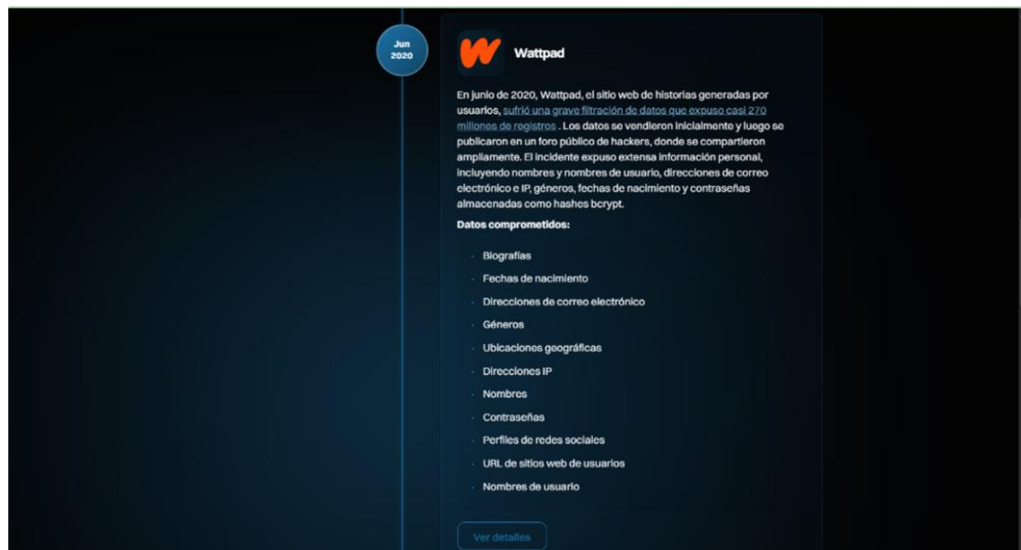 Jun
2020
Wattpad
En junio de 2020, Wattpad, el sitio web de historias generadas por
usuarios, sufrió una grave filtración de datos que expuso casi 270
millones de registros . Los datos se vendieron inicialmente y luego se
publicaron en un foro público de hackers, donde se compartieron
ampliamente. El incidente expuso extensa información personal,
incluyendo nombres y nombres de usuario, direcciones de correo
electrónico e IP, géneros, fechas de nacimiento y contraseñas
almacenadas como hashes bcrypt.
Datos comprometidos:
Biografías
Fechas de nacimiento
Direcciones de correo electrónico
Géneros
Ubicaciones geográficas
Direcciones IP
Nombres
Contraseñas
Perfiles de redes sociales
URL de sitios web de usuarios
Nombres de usuario
Ver detalles